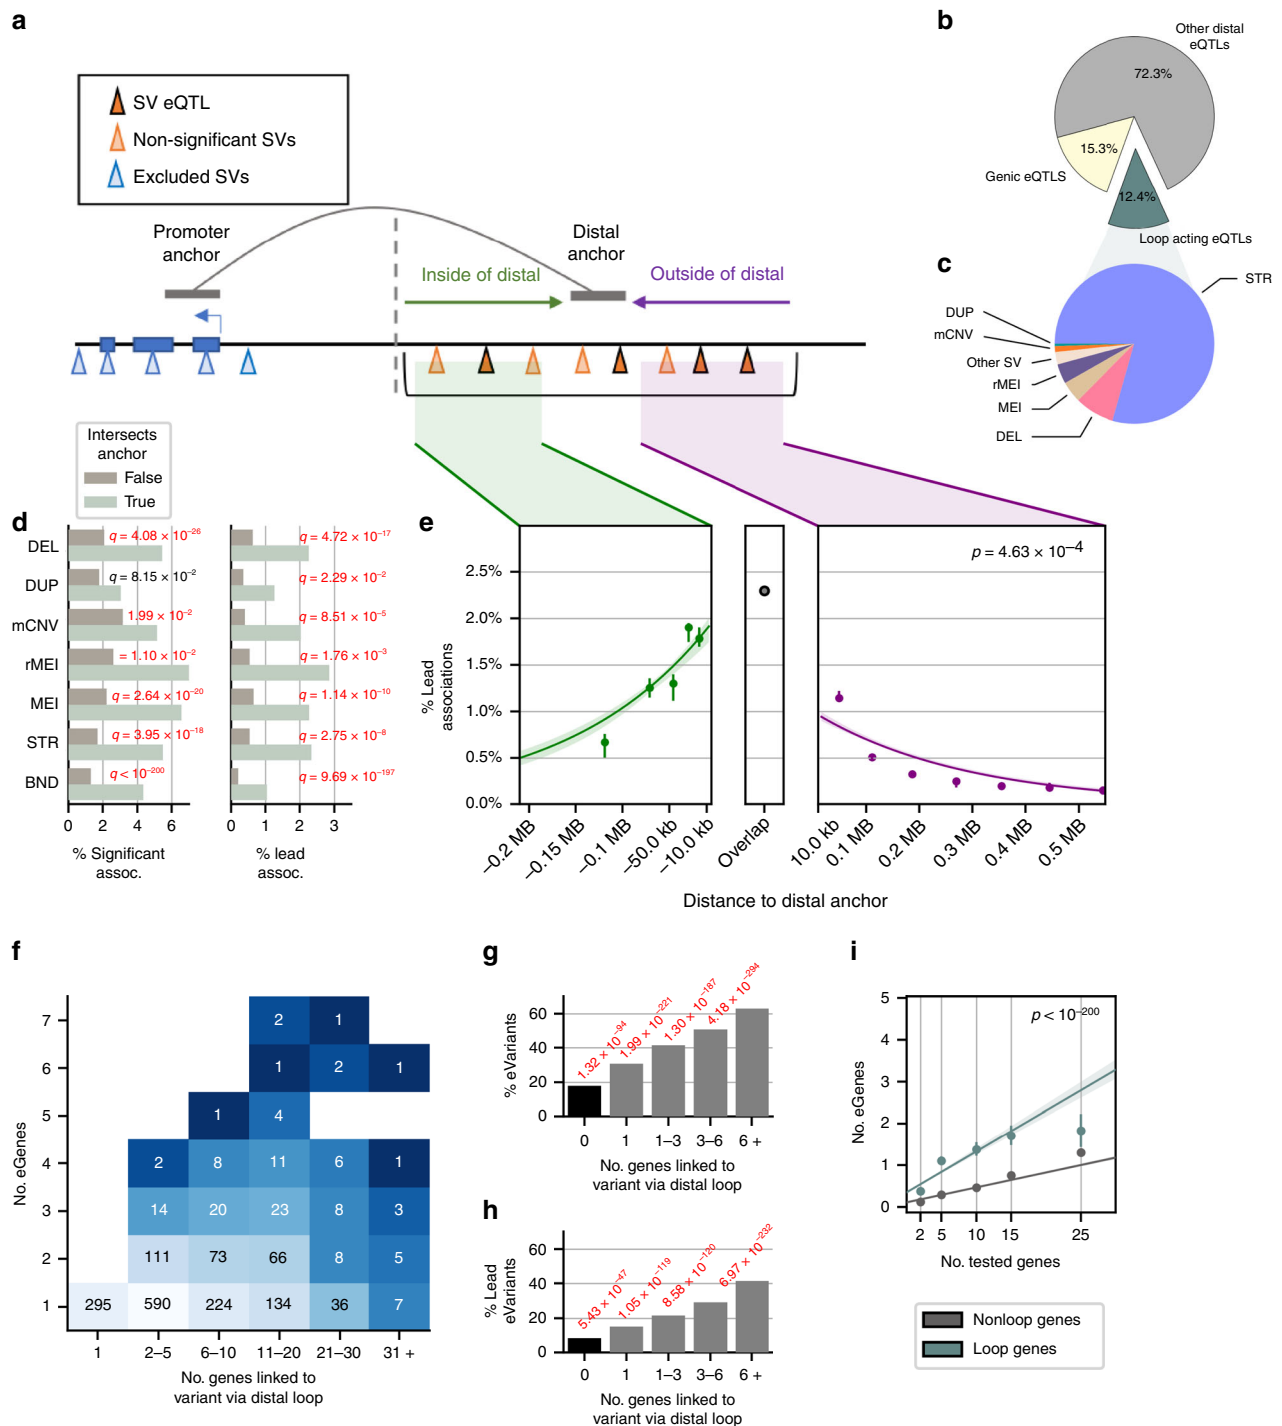 a
SV eQTL
Non-significant SVs
Excluded SVs
Promoter
anchor
Distal
anchor
Inside of distal
Outside of distal
b
Other distal
eQTLs
72.3%
15.3%
Genic eQTLS
12.4%
Loop acting eQTLs
c
STR
DUP
mCNV
Other SV
rMEI
MEI
DEL
Intersects
anchor
False
True
d
DEL
DUP
mCNV
rMEI
MEI
STR
BND
q = 4.08 × 10⁻²⁶
q = 8.15 × 10⁻²
1.99 × 10⁻²
= 1.10 × 10⁻²
q = 2.64 × 10⁻²⁰
q = 3.95 × 10⁻¹⁸
q < 10⁻²⁰⁰
0 2 4 6
% Significant
assoc.
q = 4.72 × 10⁻¹⁷
q = 2.29 × 10⁻²
q = 8.51 × 10⁻⁵
q = 1.76 × 10⁻³
q = 1.14 × 10⁻¹⁰
q = 2.75 × 10⁻⁸
q = 9.69 × 10⁻¹⁹⁷
0 1 2 3
% lead
assoc.
e
p = 4.63 × 10⁻⁴
% Lead
associations
2.5%
2.0%
1.5%
1.0%
0.5%
0.0%
–0.2 MB
–0.15 MB
–0.1 MB
–50.0 kb
–10.0 kb
Overlap
10.0 kb
0.1 MB
0.2 MB
0.3 MB
0.4 MB
0.5 MB
Distance to distal anchor
f
No. eGenes
7 2 1
6 1 2 1
5 1 4
4 2 8 11 6 1
3 14 20 23 8 3
2 111 73 66 8 5
1 295 590 224 134 36 7
1 2–5 6–10 11–20 21–30 31 +
No. genes linked to
variant via distal loop
g
% eVariants
60
40
20
0
1.32 × 10⁻⁹⁴
1.99 × 10⁻²²¹
1.30 × 10⁻¹⁸⁷
4.18 × 10⁻²⁹⁴
0 1 1–3 3–6 6 +
No. genes linked to
variant via distal loop
h
% Lead
eVariants
60
40
20
0
5.43 × 10⁻⁴⁷
1.05 × 10⁻¹¹⁹
8.58 × 10⁻¹²⁰
6.97 × 10⁻²³²
0 1 1–3 3–6 6 +
No. genes linked to
variant via distal loop
i
p < 10⁻²⁰⁰
No. eGenes
5
4
3
2
1
0
2 5 10 15 25
No. tested genes
Nonloop genes
Loop genes